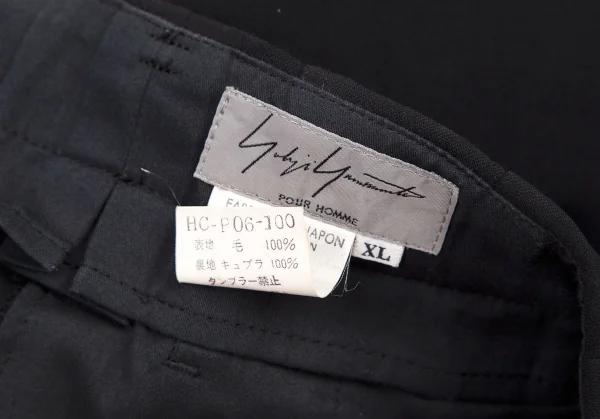 Yohji Yamamoto
POUR HOMME
JAPON
XL
HC-P06-100
表地 毛 100%
裏地 キュプラ 100%
タンブラー禁止